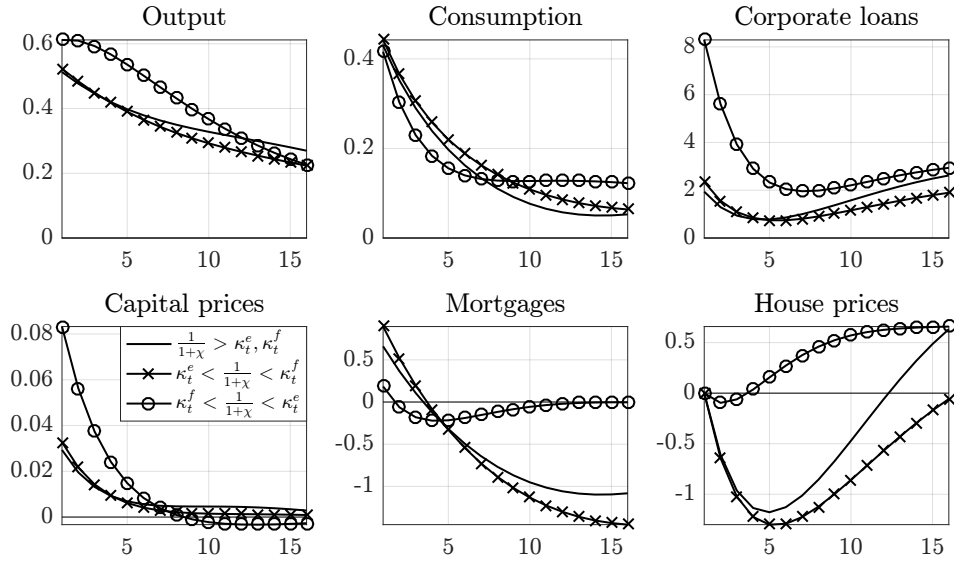 Output
0.6
0.4
0.2
0
5 10 15
Consumption
0.4
0.2
0
5 10 15
Corporate loans
8
6
4
2
0
5 10 15
Capital prices
0.08
0.06
0.04
0.02
0
5 10 15
1/(1+χ) > κ_t^e, κ_t^f
κ_t^e < 1/(1+χ) < κ_t^f
κ_t^f < 1/(1+χ) < κ_t^e
Mortgages
0.5
0
-0.5
-1
5 10 15
House prices
0.5
0
-0.5
-1
5 10 15